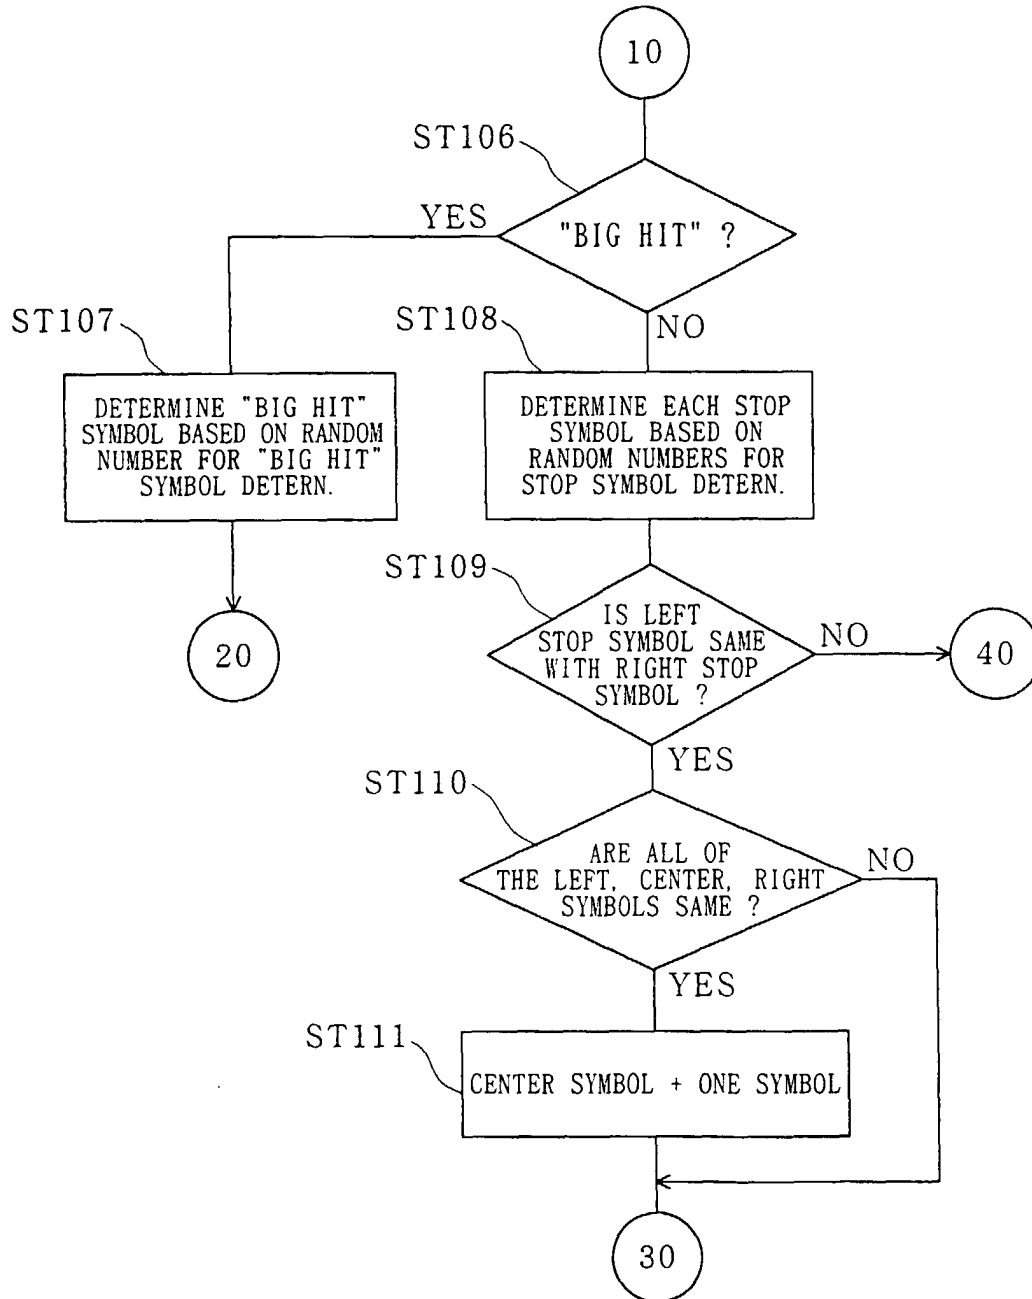 10
ST106
YES
"BIG HIT" ?
ST107
ST108
NO
DETERMINE "BIG HIT"
SYMBOL BASED ON RANDOM
NUMBER FOR "BIG HIT"
SYMBOL DETERN.
DETERMINE EACH STOP
SYMBOL BASED ON
RANDOM NUMBERS FOR
STOP SYMBOL DETERN.
ST109
IS LEFT
STOP SYMBOL SAME
WITH RIGHT STOP
SYMBOL ?
NO
40
20
YES
ST110
ARE ALL OF
THE LEFT, CENTER, RIGHT
SYMBOLS SAME ?
NO
YES
ST111
CENTER SYMBOL + ONE SYMBOL
30